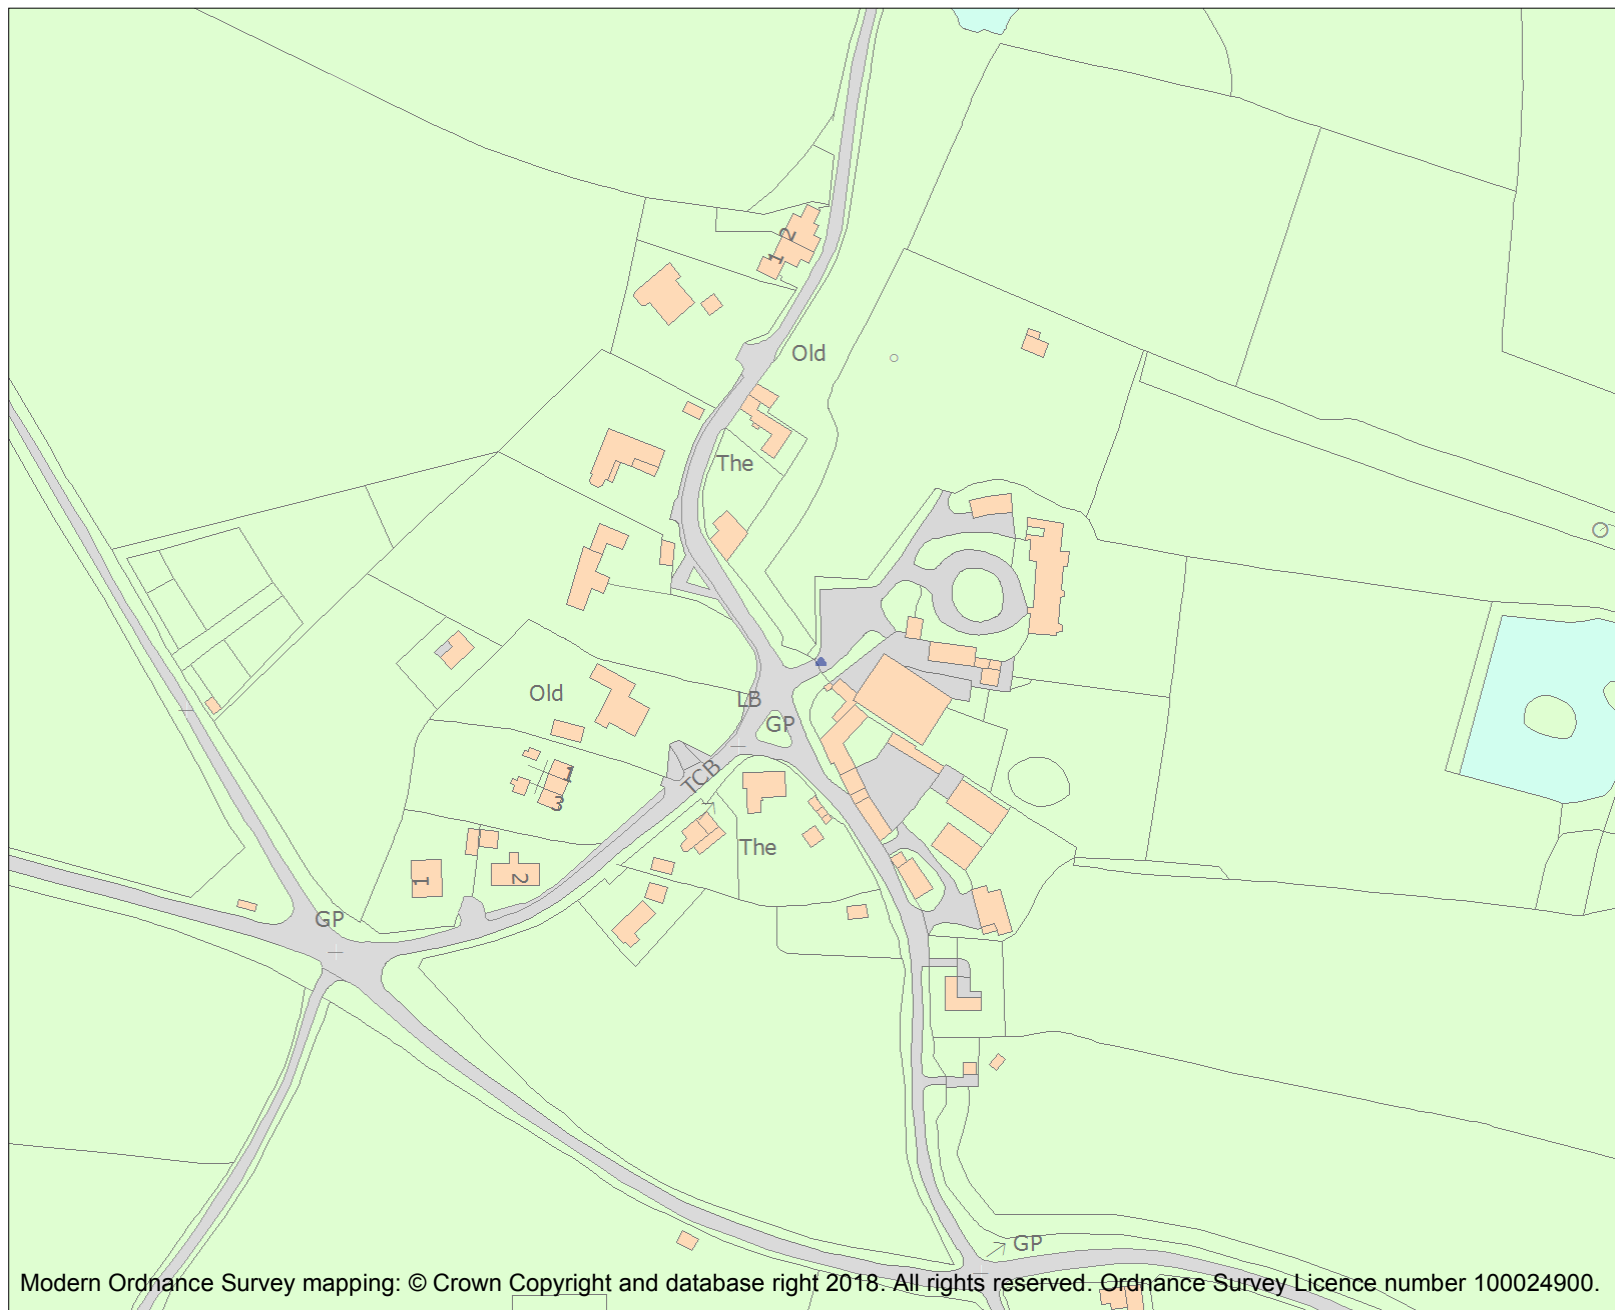 2
1
Old
The
Old
LB
GP
TCB
1
3
The
1
2
GP
GP
Modern Ordnance Survey mapping: © Crown Copyright and database right 2018. All rights reserved. Ordnance Survey Licence number 100024900.